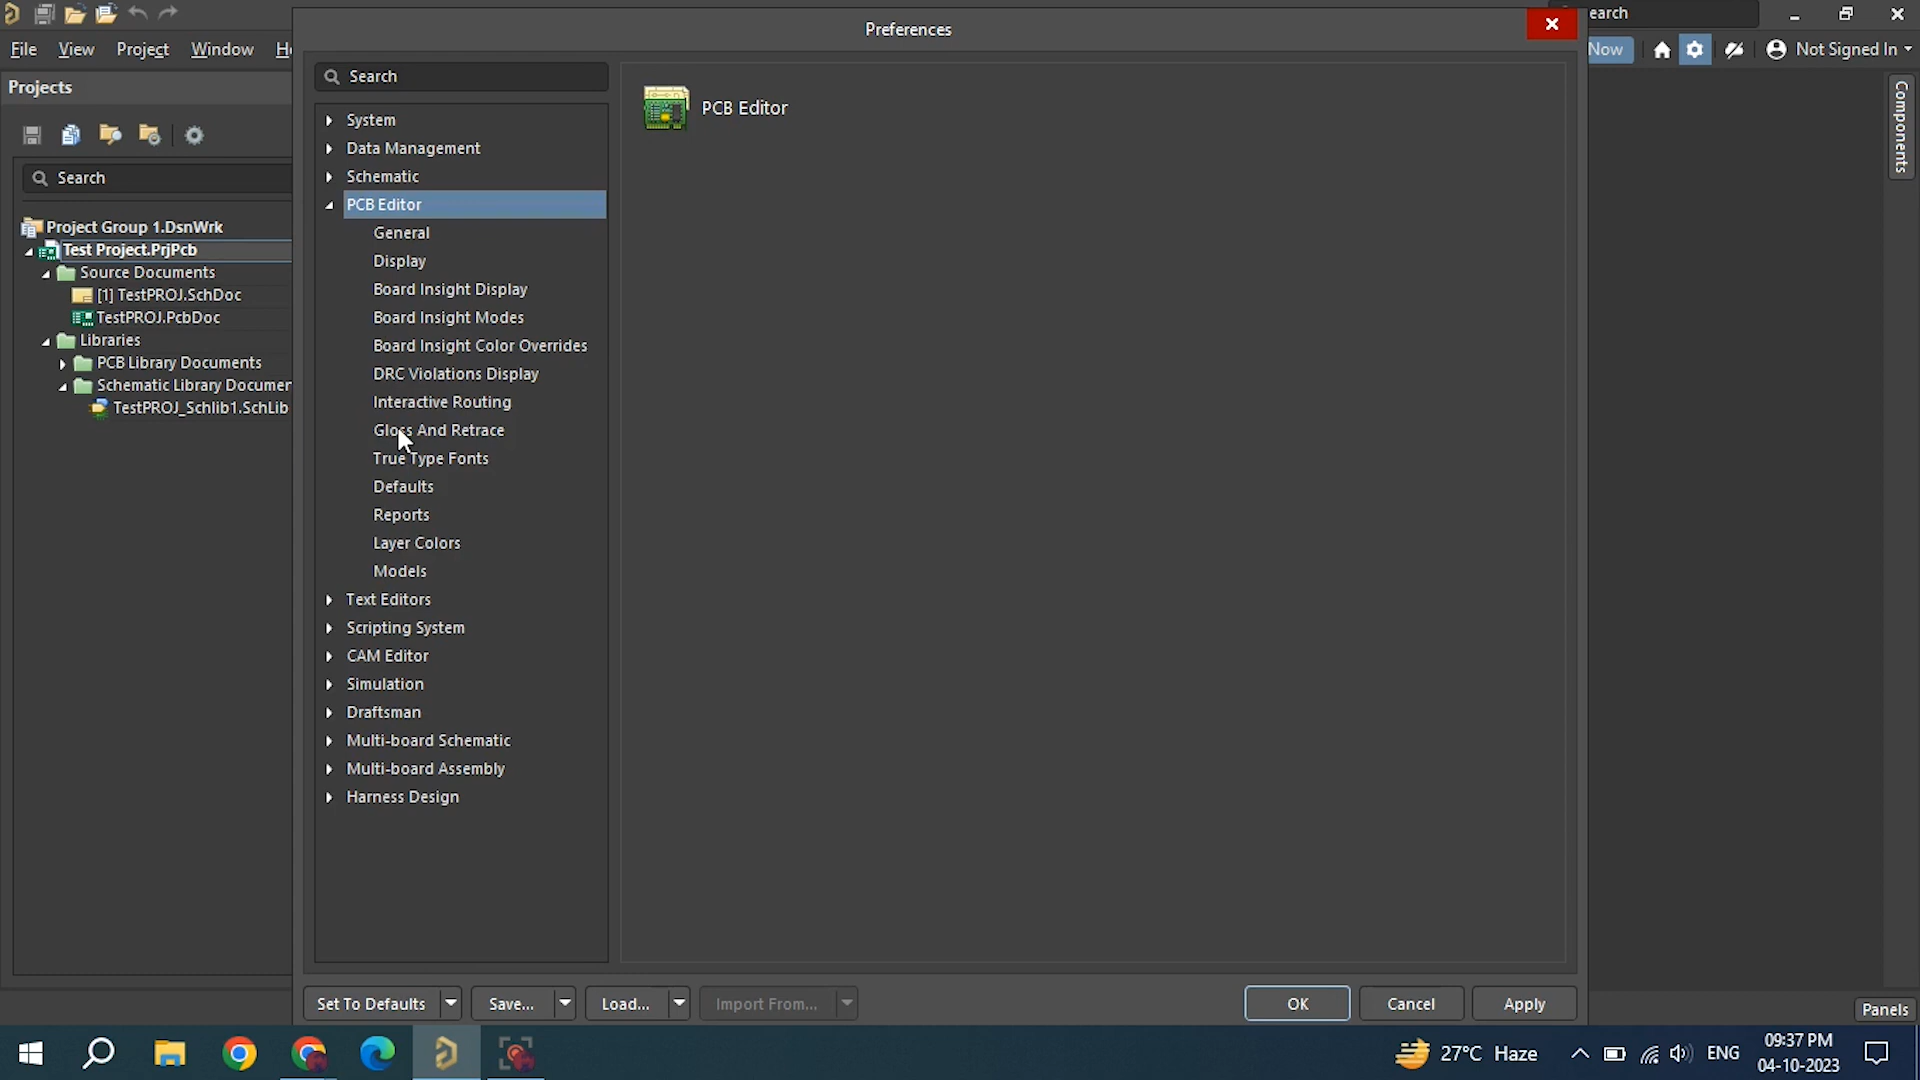 Preferences
earch
File View Project Window He
Now Not Signed In
Projects
Search
Project Group 1.DsnWrk
Test Project.PrjPcb
Source Documents
[1] TestPROJ.SchDoc
TestPROJ.PcbDoc
Libraries
PCB Library Documents
Schematic Library Documen
TestPROJ_Schlib1.SchLib
Search
System
Data Management
Schematic
PCB Editor
General
Display
Board Insight Display
Board Insight Modes
Board Insight Color Overrides
DRC Violations Display
Interactive Routing
Gloss And Retrace
True Type Fonts
Defaults
Reports
Layer Colors
Models
Text Editors
Scripting System
CAM Editor
Simulation
Draftsman
Multi-board Schematic
Multi-board Assembly
Harness Design
PCB Editor
Components
Set To Defaults Save... Load... Import From... OK Cancel Apply
Panels
27°C Haze ENG 09:37 PM
04-10-2023